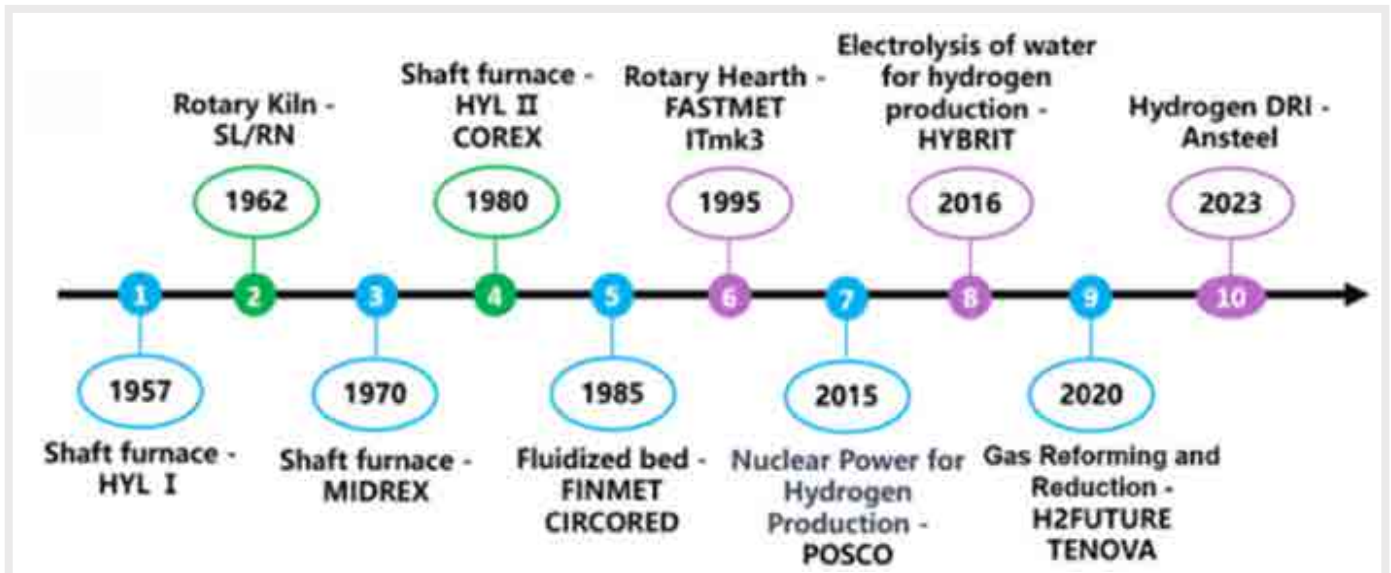 Rotary Kiln -
SL/RN
1962
Shaft furnace -
HYL II
COREX
1980
Rotary Hearth -
FASTMET
ITmk3
1995
Electrolysis of water
for hydrogen
production -
HYBRIT
2016
Hydrogen DRI -
Ansteel
2023
1
2
3
4
5
6
7
8
9
10
1957
Shaft furnace -
HYL I
1970
Shaft furnace -
MIDREX
1985
Fluidized bed -
FINMET
CIRCORED
2015
Nuclear Power for
Hydrogen
Production -
POSCO
2020
Gas Reforming and
Reduction -
H2FUTURE
TENOVA